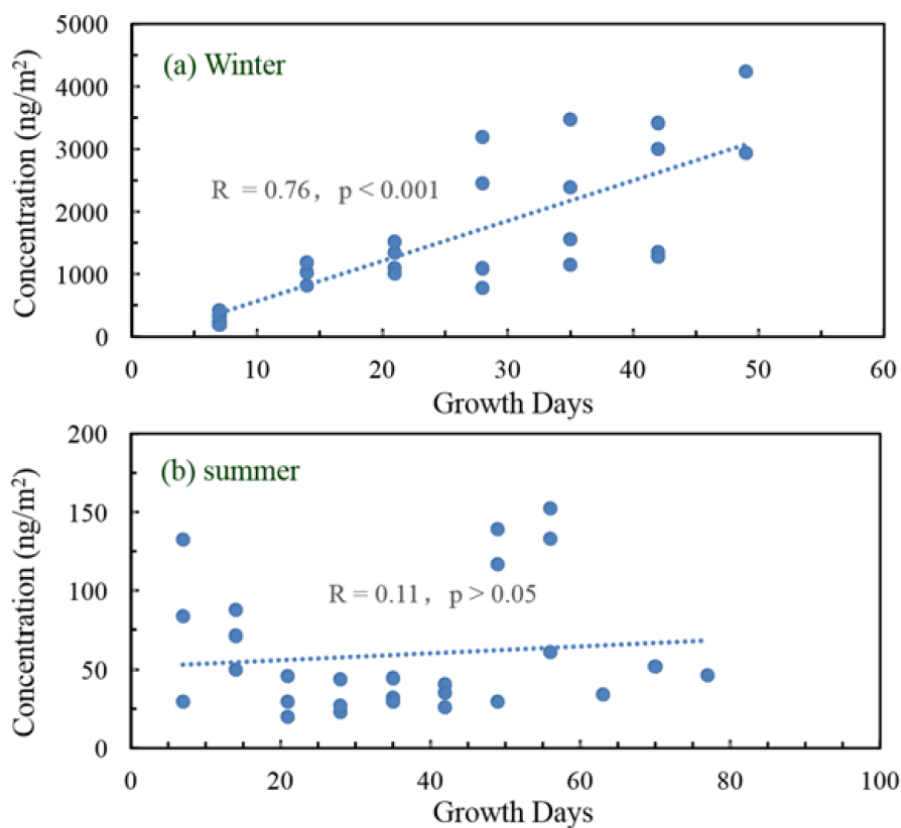 5000
(a) Winter
4000
3000
R = 0.76, p < 0.001
2000
1000
0
Concentration (ng/m²)
0 10 20 30 40 50 60
Growth Days
200
(b) summer
150
R = 0.11, p > 0.05
100
50
0
Concentration (ng/m²)
0 20 40 60 80 100
Growth Days